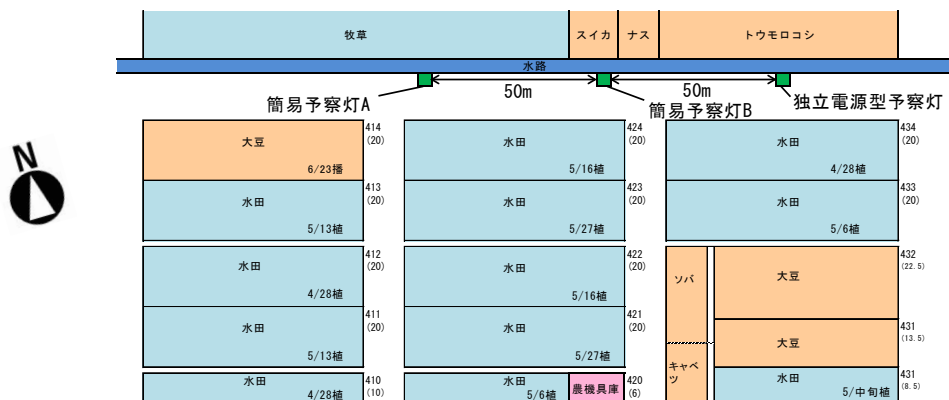 牧草
スイカ
ナス
トウモロコシ
水路
50m
50m
簡易予察灯A
簡易予察灯B
独立電源型予察灯
N
大豆
6/23播
414
(20)
水田
5/16植
424
(20)
水田
4/28植
434
(20)
水田
5/13植
413
(20)
水田
5/27植
423
(20)
水田
5/6植
433
(20)
水田
4/28植
412
(20)
水田
5/16植
422
(20)
ソバ
大豆
432
(22.5)
水田
5/13植
411
(20)
水田
5/27植
421
(20)
大豆
431
(13.5)
キャベ
ツ
水田
4/28植
410
(10)
水田
5/6植
農機具庫
420
(6)
水田
5/中旬植
431
(8.5)